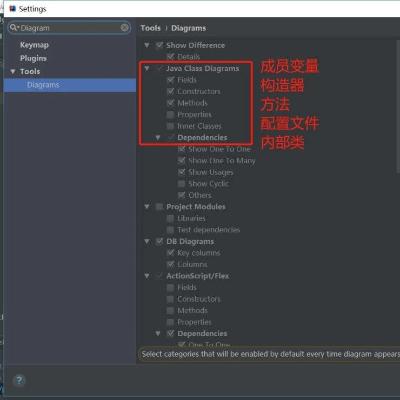 Settings
Diagram
Keymap
Plugins
Tools
Diagrams
Tools › Diagrams
Show Difference
Details
Java Class Diagrams
Fields
Constructors
Methods
Properties
Inner Classes
Dependencies
Show One To One
Show One To Many
Show Usages
Show Cyclic
Others
成员变量
构造器
方法
配置文件
内部类
Project Modules
Libraries
Test dependencies
DB Diagrams
Key columns
Columns
ActionScript/Flex
Fields
Constructors
Methods
Properties
Dependencies
One To One
Select categories that will be enabled by default every time diagram appears
?